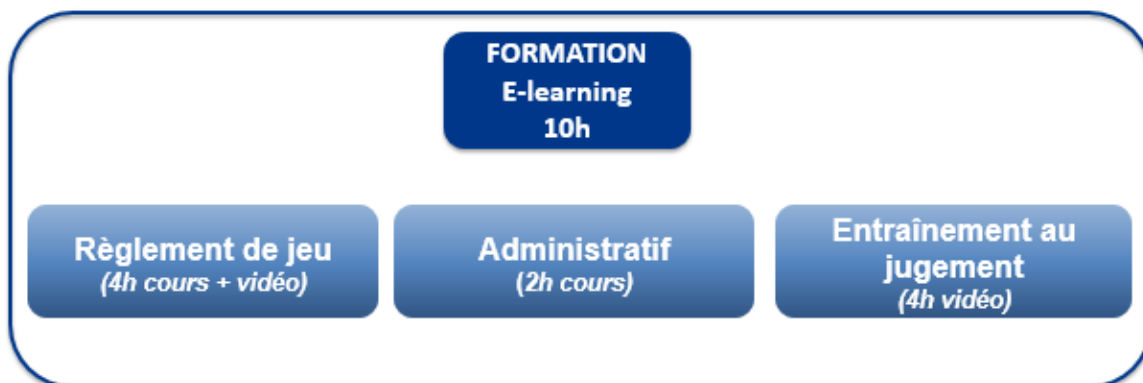 FORMATION
E-learning
10h
Règlement de jeu
(4h cours + vidéo)
Administratif
(2h cours)
Entraînement au
jugement
(4h vidéo)